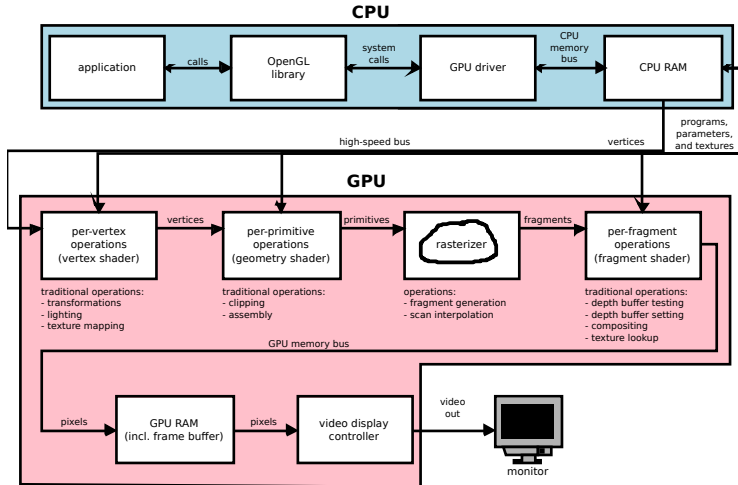 CPU
application
calls
OpenGL
library
system
calls
GPU driver
CPU
memory
bus
CPU RAM
high-speed bus
vertices
programs,
parameters,
and textures
GPU
per-vertex
operations
(vertex shader)
vertices
per-primitive
operations
(geometry shader)
primitives
rasterizer
fragments
per-fragment
operations
(fragment shader)
traditional operations:
- transformations
- lighting
- texture mapping
traditional operations:
- clipping
- assembly
operations:
- fragment generation
- scan interpolation
traditional operations:
- depth buffer testing
- depth buffer setting
- compositing
- texture lookup
GPU memory bus
pixels
GPU RAM
(incl. frame buffer)
pixels
video display
controller
video
out
monitor